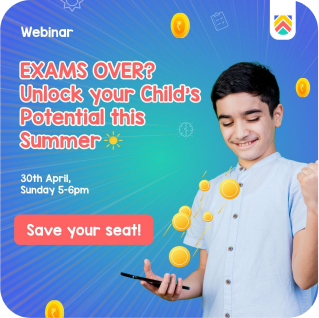 Webinar
EXAMS OVER?
Unlock your Child's
Potential this
Summer
30th April,
Sunday 5-6pm
Save your seat!